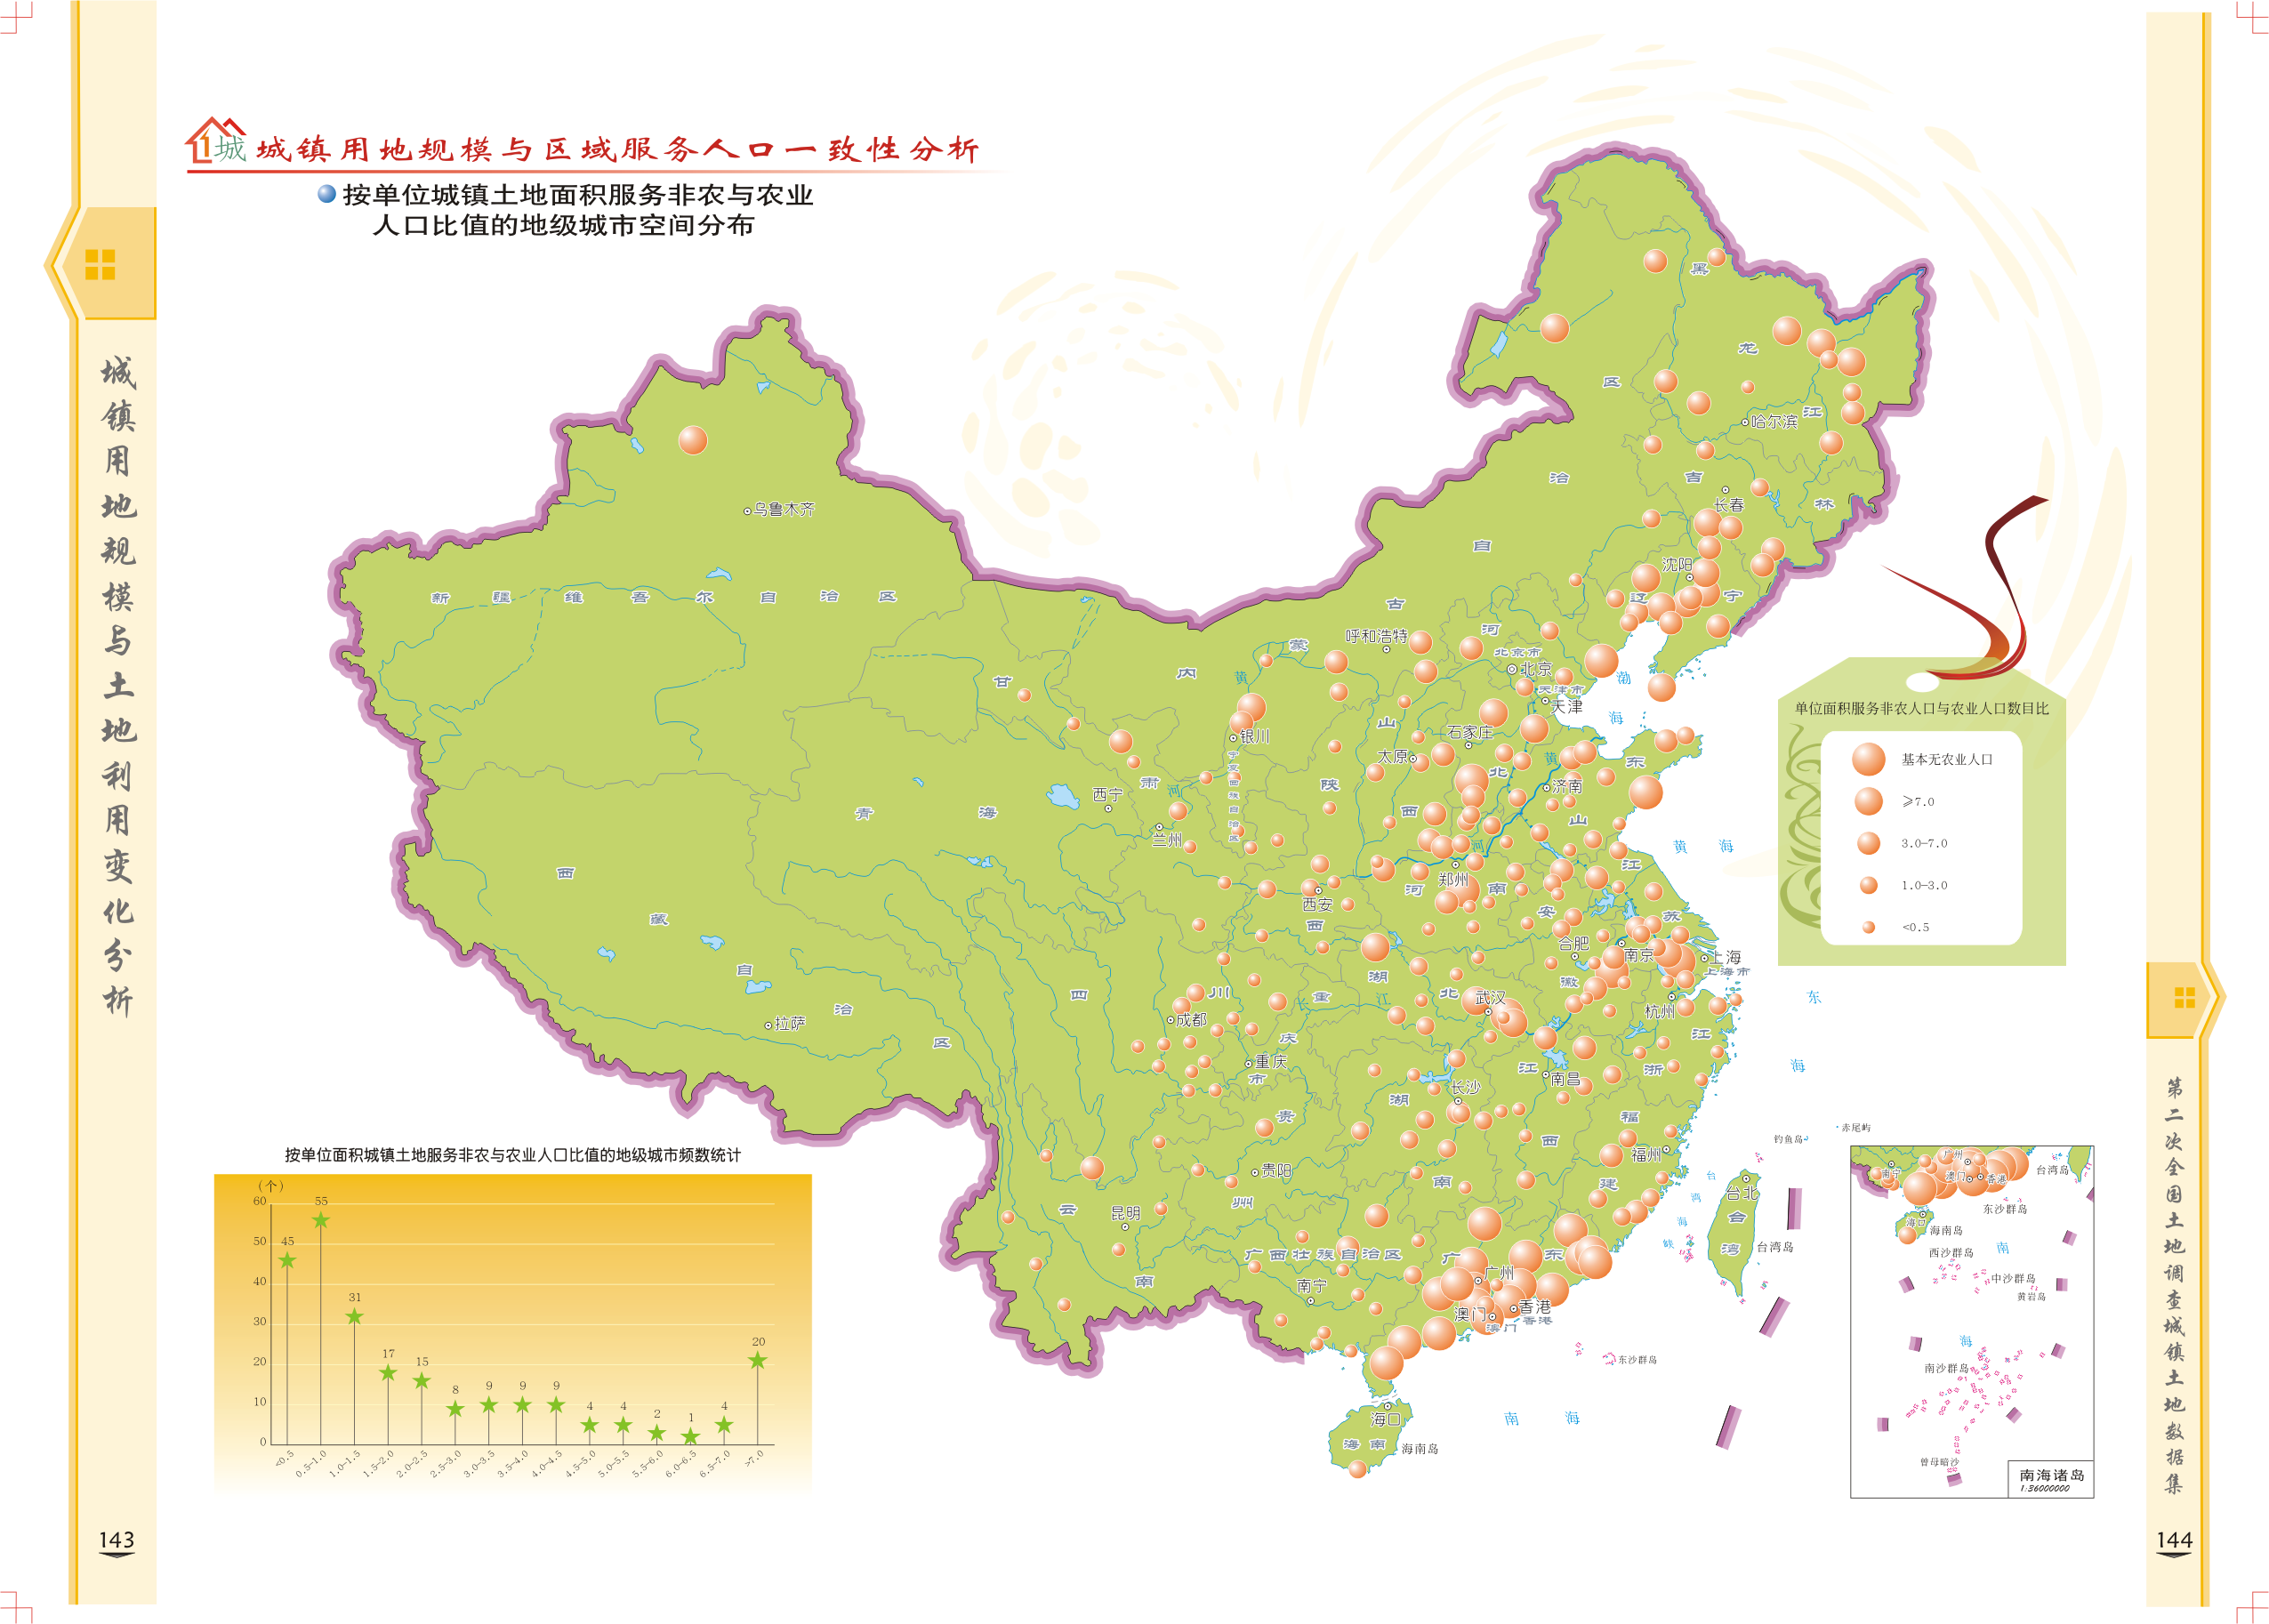 城镇用地规模与土地利用变化分析
143
城 城镇用地规模与区域服务人口一致性分析
按单位城镇土地面积服务非农与农业
人口比值的地级城市空间分布
黑
龙
江
哈尔滨
区
治
吉
林
长春
自
沈阳
辽 宁
古
蒙
内
呼和浩特
河
北京市
北京
天津市
天津
渤
海
乌鲁木齐
新 疆 维 吾 尔 自 治 区
甘
肃
黄
河
银川
宁夏回族自治区
山
西
石家庄
太原
北
黄
河
济南
山
东
陕
西
西宁
青 海
兰州
黄 海
郑州
河 南
西安
江
苏
安
徽
合肥
南京
上海
上海市
西
藏
自
治
区
拉萨
四
川
成都
重
庆
市
重庆
湖
北
江
武汉
杭州
浙
江
东
海
南昌
江
西
长沙
湖
南
贵
州
贵阳
福
建
福州
钓鱼岛
赤尾屿
台
湾
海
峡
台北
台
湾
台湾岛
云
南
昆明
广西壮族自治区
南宁
广 东
广州
香港
香港
澳门
澳门
东沙群岛
海口
海 南
海南岛
南 海
单位面积服务非农人口与农业人口数目比
基本无农业人口
≥7.0
3.0–7.0
1.0–3.0
<0.5
按单位面积城镇土地服务非农与农业人口比值的地级城市频数统计
(个)
60
50
40
30
20
10
0
45
55
31
17
15
8
9
9
9
4
4
2
1
4
20
<0.5
0.5–1.0
1.0–1.5
1.5–2.0
2.0–2.5
2.5–3.0
3.0–3.5
3.5–4.0
4.0–4.5
4.5–5.0
5.0–5.5
5.5–6.0
6.0–6.5
6.5–7.0
>7.0
南宁
广州
澳门
香港
台湾岛
东沙群岛
海口
海南岛
西沙群岛
南
中沙群岛
黄岩岛
海
南沙群岛
曾母暗沙
南海诸岛
1:36000000
第二次全国土地调查城镇土地数据集
144